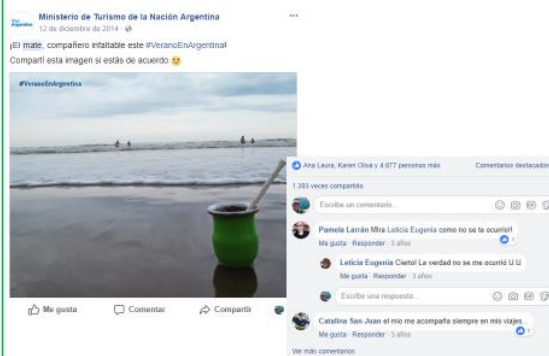 Ministerio de Turismo de la Nación Argentina
12 de diciembre de 2014
¡El mate, compañero infaltable este #VeranoEnArgentina!
Compartí esta imagen si estás de acuerdo
#VeranoEnArgentina
Me gusta Comentar Compartir
Ana Laura, Karen Oliva y 4.877 personas más Comentarios destacados
1.393 veces compartido
Escribe un comentario...
Pamela Larrán MIra Leticia Eugenia como no se te ocurrió!!
Me gusta · Responder · 3 años
1
Leticia Eugenia Cierto! La verdad no se me ocurrió U.U
Me gusta · Responder · 3 años
Escribe una respuesta...
Catalina San Juan el mio me acompaña siempre en mis viajes...
Me gusta · Responder · 3 años
1
Ver más comentarios